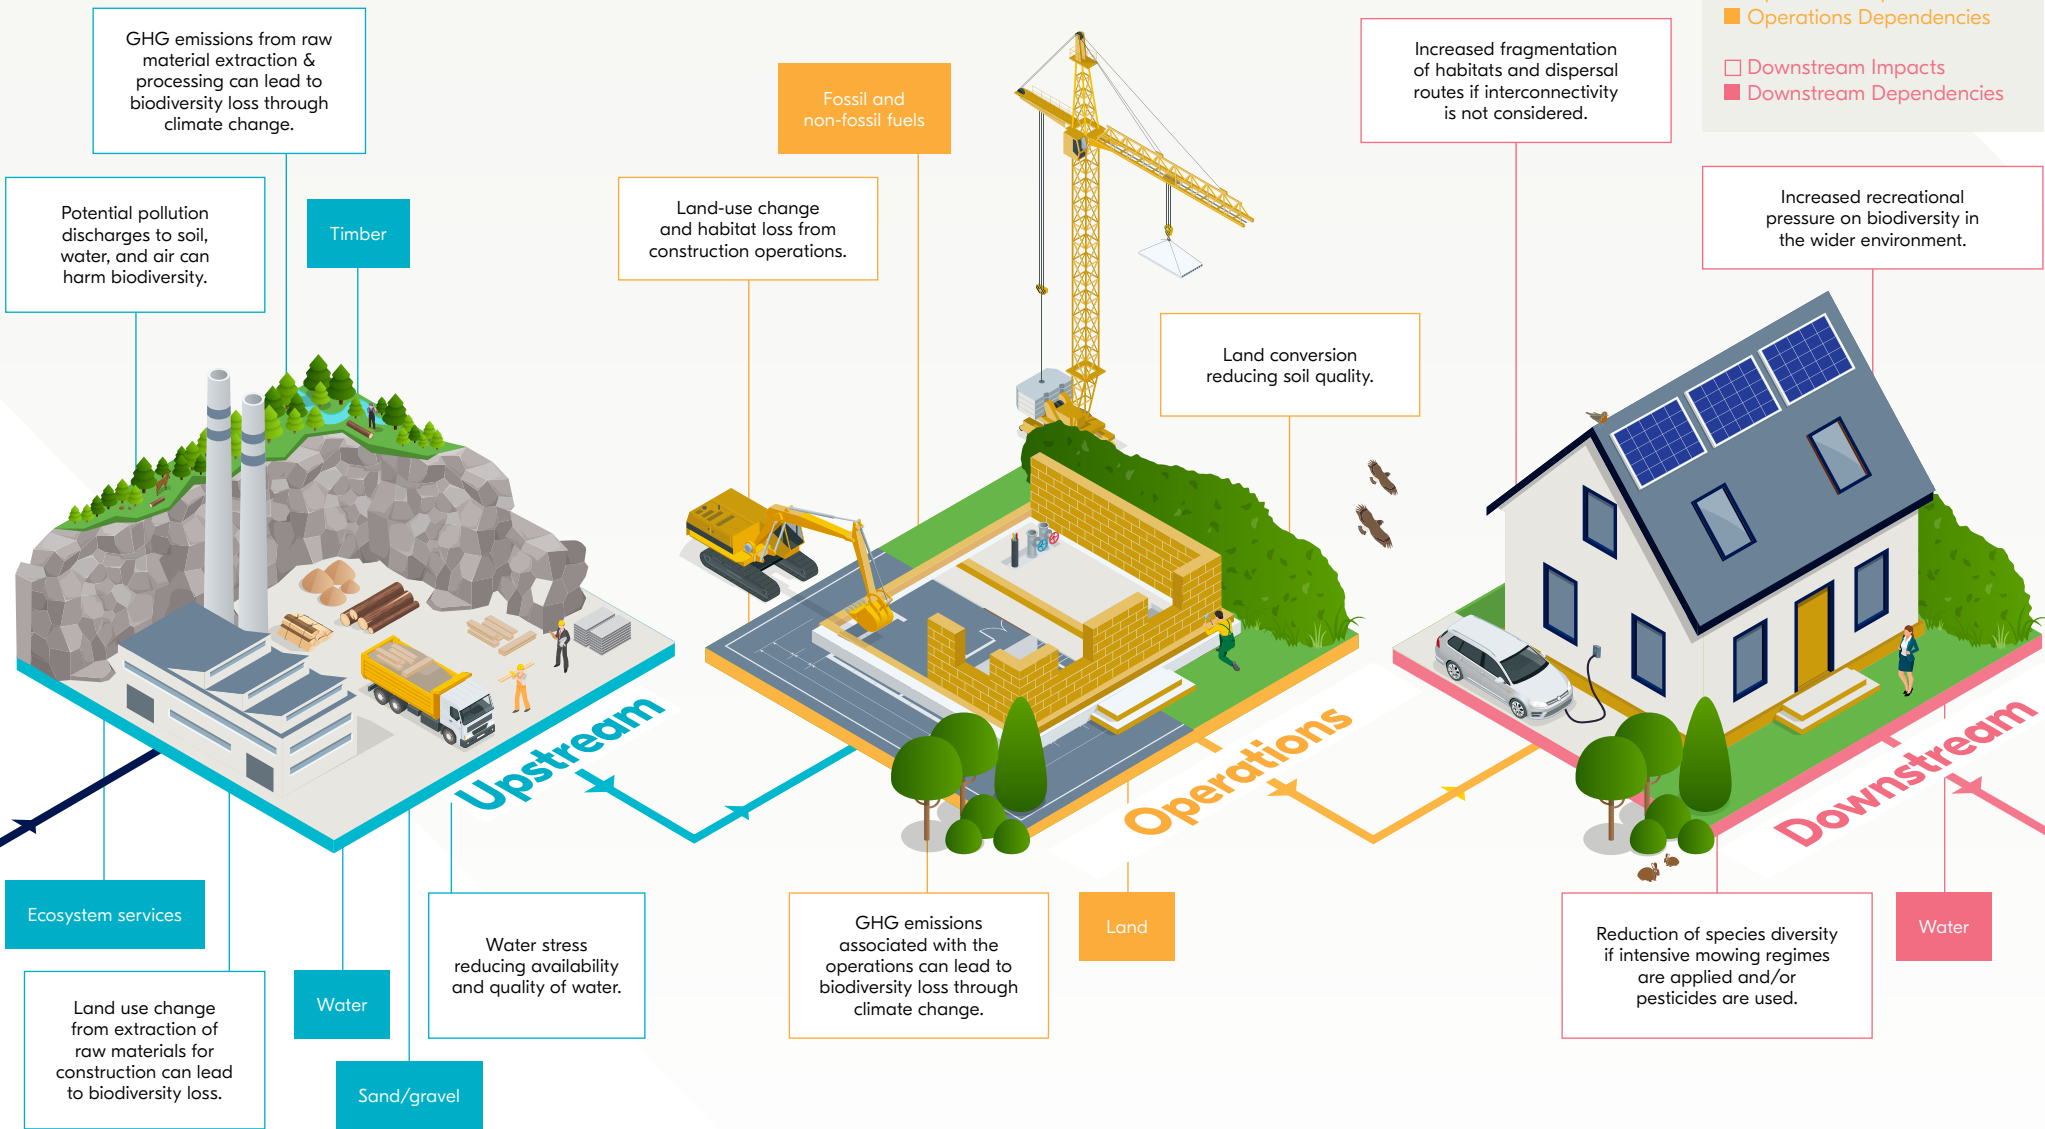 GHG emissions from raw
material extraction &
processing can lead to
biodiversity loss through
climate change.
Potential pollution
discharges to soil,
water, and air can
harm biodiversity.
Timber
Fossil and
non-fossil fuels
Land-use change
and habitat loss from
construction operations.
Land conversion
reducing soil quality.
Increased fragmentation
of habitats and dispersal
routes if interconnectivity
is not considered.
Operations Dependencies
Downstream Impacts
Downstream Dependencies
Increased recreational
pressure on biodiversity in
the wider environment.
Upstream
Operations
Downstream
Ecosystem services
Land use change
from extraction of
raw materials for
construction can lead
to biodiversity loss.
Water
Sand/gravel
Water stress
reducing availability
and quality of water.
GHG emissions
associated with the
operations can lead to
biodiversity loss through
climate change.
Land
Reduction of species diversity
if intensive mowing regimes
are applied and/or
pesticides are used.
Water